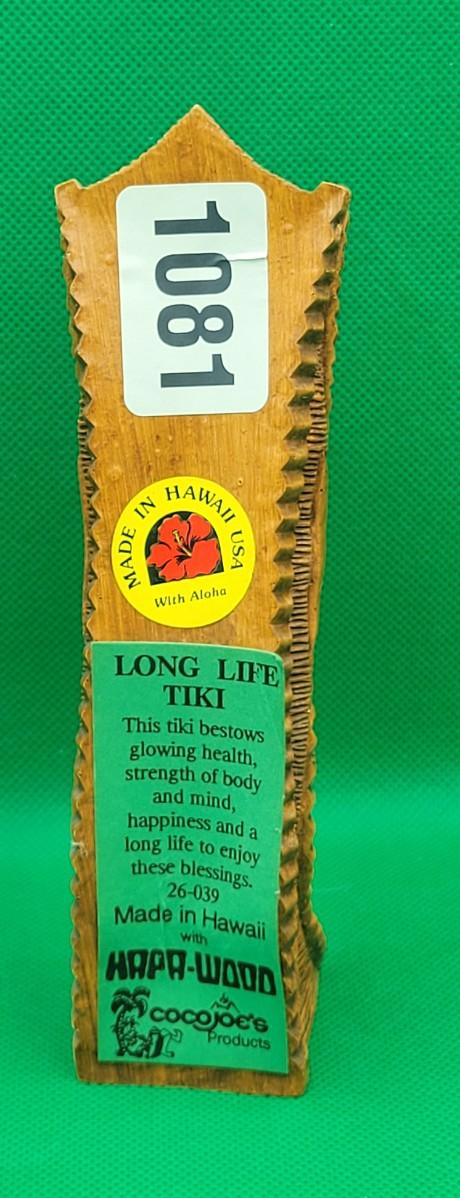 1081
MADE IN HAWAII USA
With Aloha
LONG LIFE
TIKI
This tiki bestows
glowing health,
strength of body
and mind,
happiness and a
long life to enjoy
these blessings.
26-039
Made in Hawaii
with
HAPA-WOOD
COCOJOE'S
Products